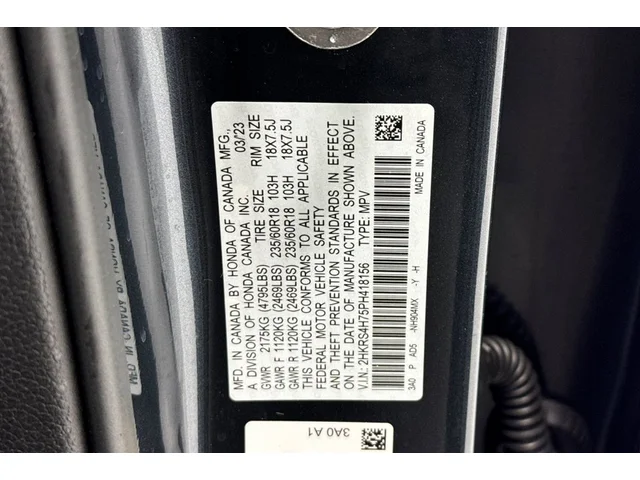 MFD. IN CANADA BY HONDA OF CANADA MFG.,
A DIVISION OF HONDA CANADA INC. 03/23
TIRE SIZE RIM SIZE
GVWR 2175KG (4795LBS)
GAWR F 1120KG (2469LBS) 235/60R18 103H 18X7.5J
GAWR R 1120KG (2469LBS) 235/60R18 103H 18X7.5J
THIS VEHICLE CONFORMS TO ALL APPLICABLE
FEDERAL MOTOR VEHICLE SAFETY
AND THEFT PREVENTION STANDARDS IN EFFECT
ON THE DATE OF MANUFACTURE SHOWN ABOVE.
V.I.N: 2HKRS4H75PH418156 TYPE: MPV
3A0 P AD5 -NH904MX -Y -H MADE IN CANADA
3A0 A1